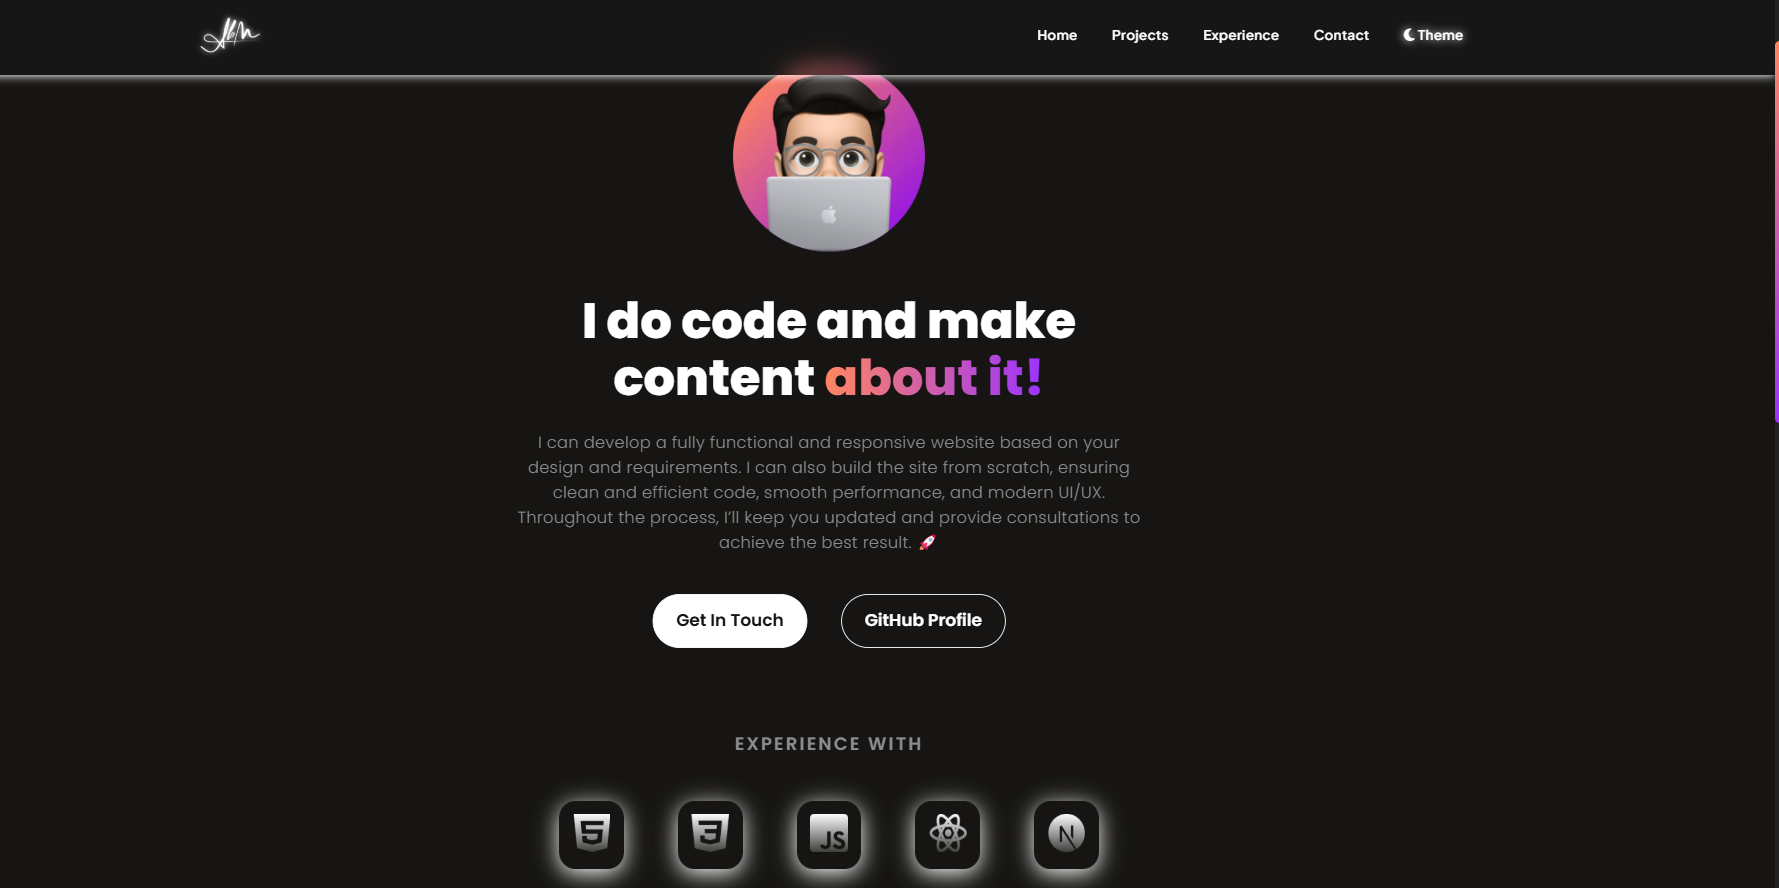 Home Projects Experience Contact Theme
I do code and make
content about it!
I can develop a fully functional and responsive website based on your
design and requirements. I can also build the site from scratch, ensuring
clean and efficient code, smooth performance, and modern UI/UX.
Throughout the process, I’ll keep you updated and provide consultations to
achieve the best result. 🚀
Get In Touch GitHub Profile
EXPERIENCE WITH
5 3 JS N